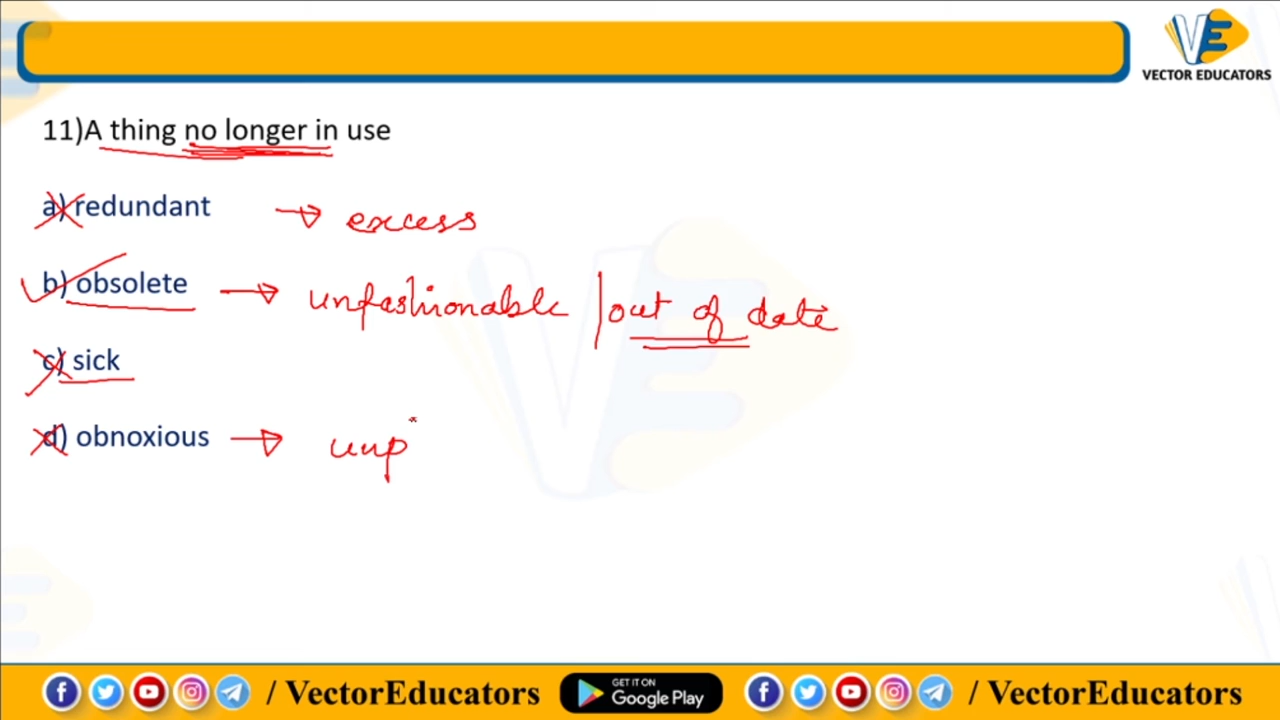 VE
VECTOR EDUCATORS
11)A thing no longer in use
a) redundant → excess
b) obsolete → unfashionable / out of date
c) sick
d) obnoxious → unp
/ VectorEducators GET IT ON Google Play / VectorEducators